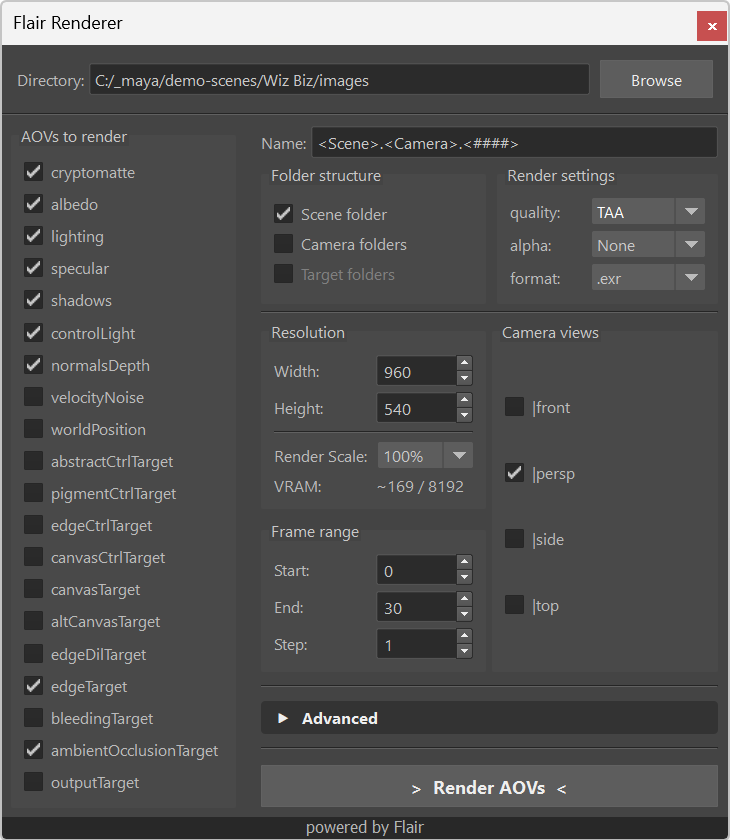 Flair Renderer
Directory: C:/_maya/demo-scenes/Wiz Biz/images Browse
AOVs to render
cryptomatte
albedo
lighting
specular
shadows
controlLight
normalsDepth
velocityNoise
worldPosition
abstractCtrlTarget
pigmentCtrlTarget
edgeCtrlTarget
canvasCtrlTarget
canvasTarget
altCanvasTarget
edgeDilTarget
edgeTarget
bleedingTarget
ambientOcclusionTarget
outputTarget
Name: <Scene>.<Camera>.<####>
Folder structure
Scene folder
Camera folders
Target folders
Render settings
quality: TAA
alpha: None
format: .exr
Resolution
Width: 960
Height: 540
Render Scale: 100%
VRAM: ~169 / 8192
Frame range
Start: 0
End: 30
Step: 1
Camera views
|front
|persp
|side
|top
Advanced
> Render AOVs <
powered by Flair